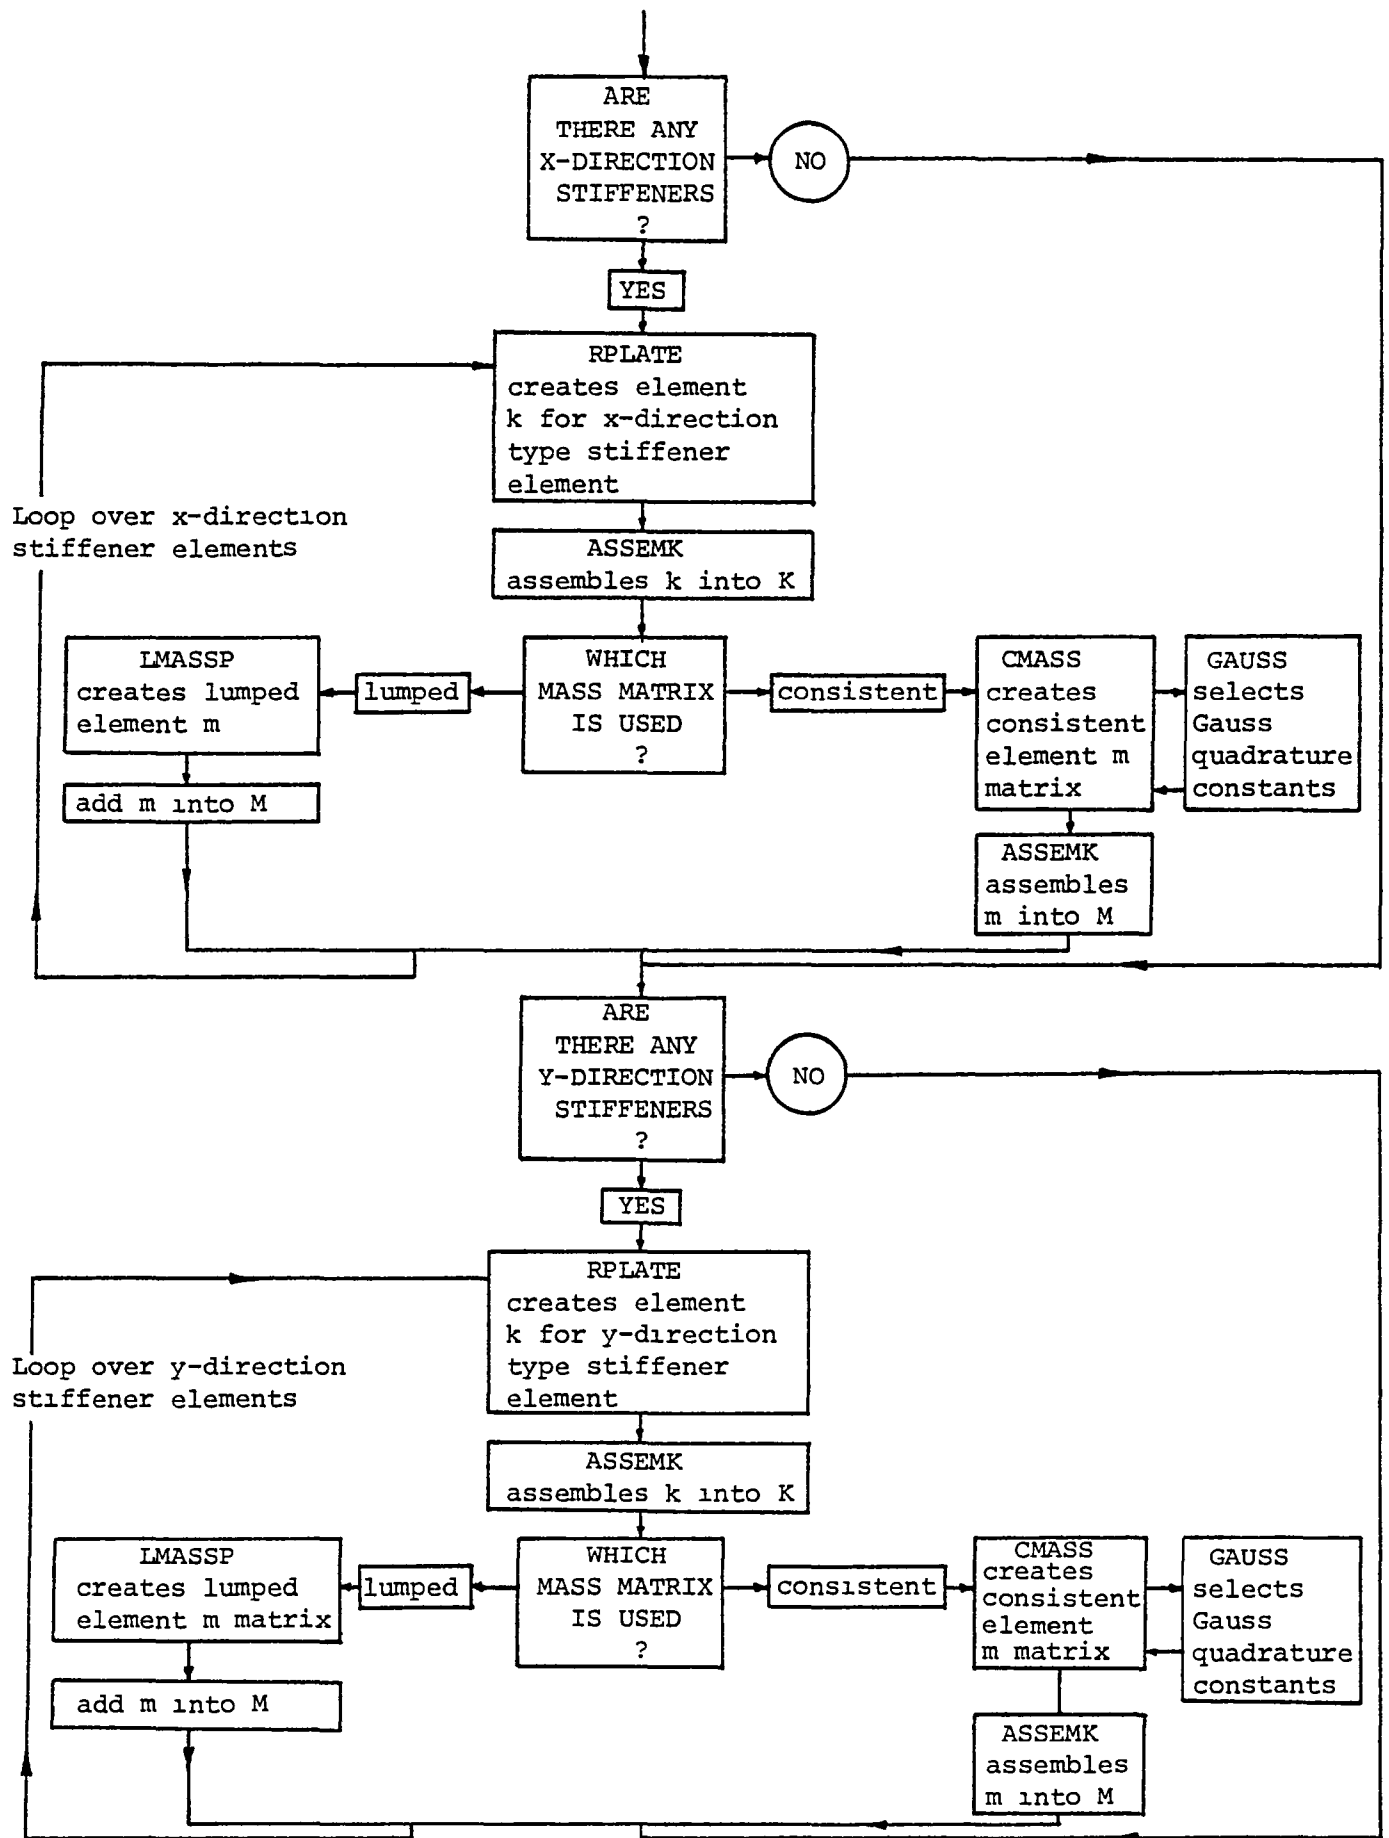 ARE
THERE ANY
X-DIRECTION
STIFFENERS
?
NO
YES
RPLATE
creates element
k for x-direction
type stiffener
element
Loop over x-direction
stiffener elements
ASSEMK
assembles k into K
WHICH
MASS MATRIX
IS USED
?
lumped
LMASSP
creates lumped
element m
add m into M
consistent
CMASS
creates
consistent
element m
matrix
GAUSS
selects
Gauss
quadrature
constants
ASSEMK
assembles
m into M
ARE
THERE ANY
Y-DIRECTION
STIFFENERS
?
NO
YES
RPLATE
creates element
k for y-direction
type stiffener
element
Loop over y-direction
stiffener elements
ASSEMK
assembles k into K
WHICH
MASS MATRIX
IS USED
?
lumped
LMASSP
creates lumped
element m matrix
add m into M
consistent
CMASS
creates
consistent
element
m matrix
GAUSS
selects
Gauss
quadrature
constants
ASSEMK
assembles
m into M